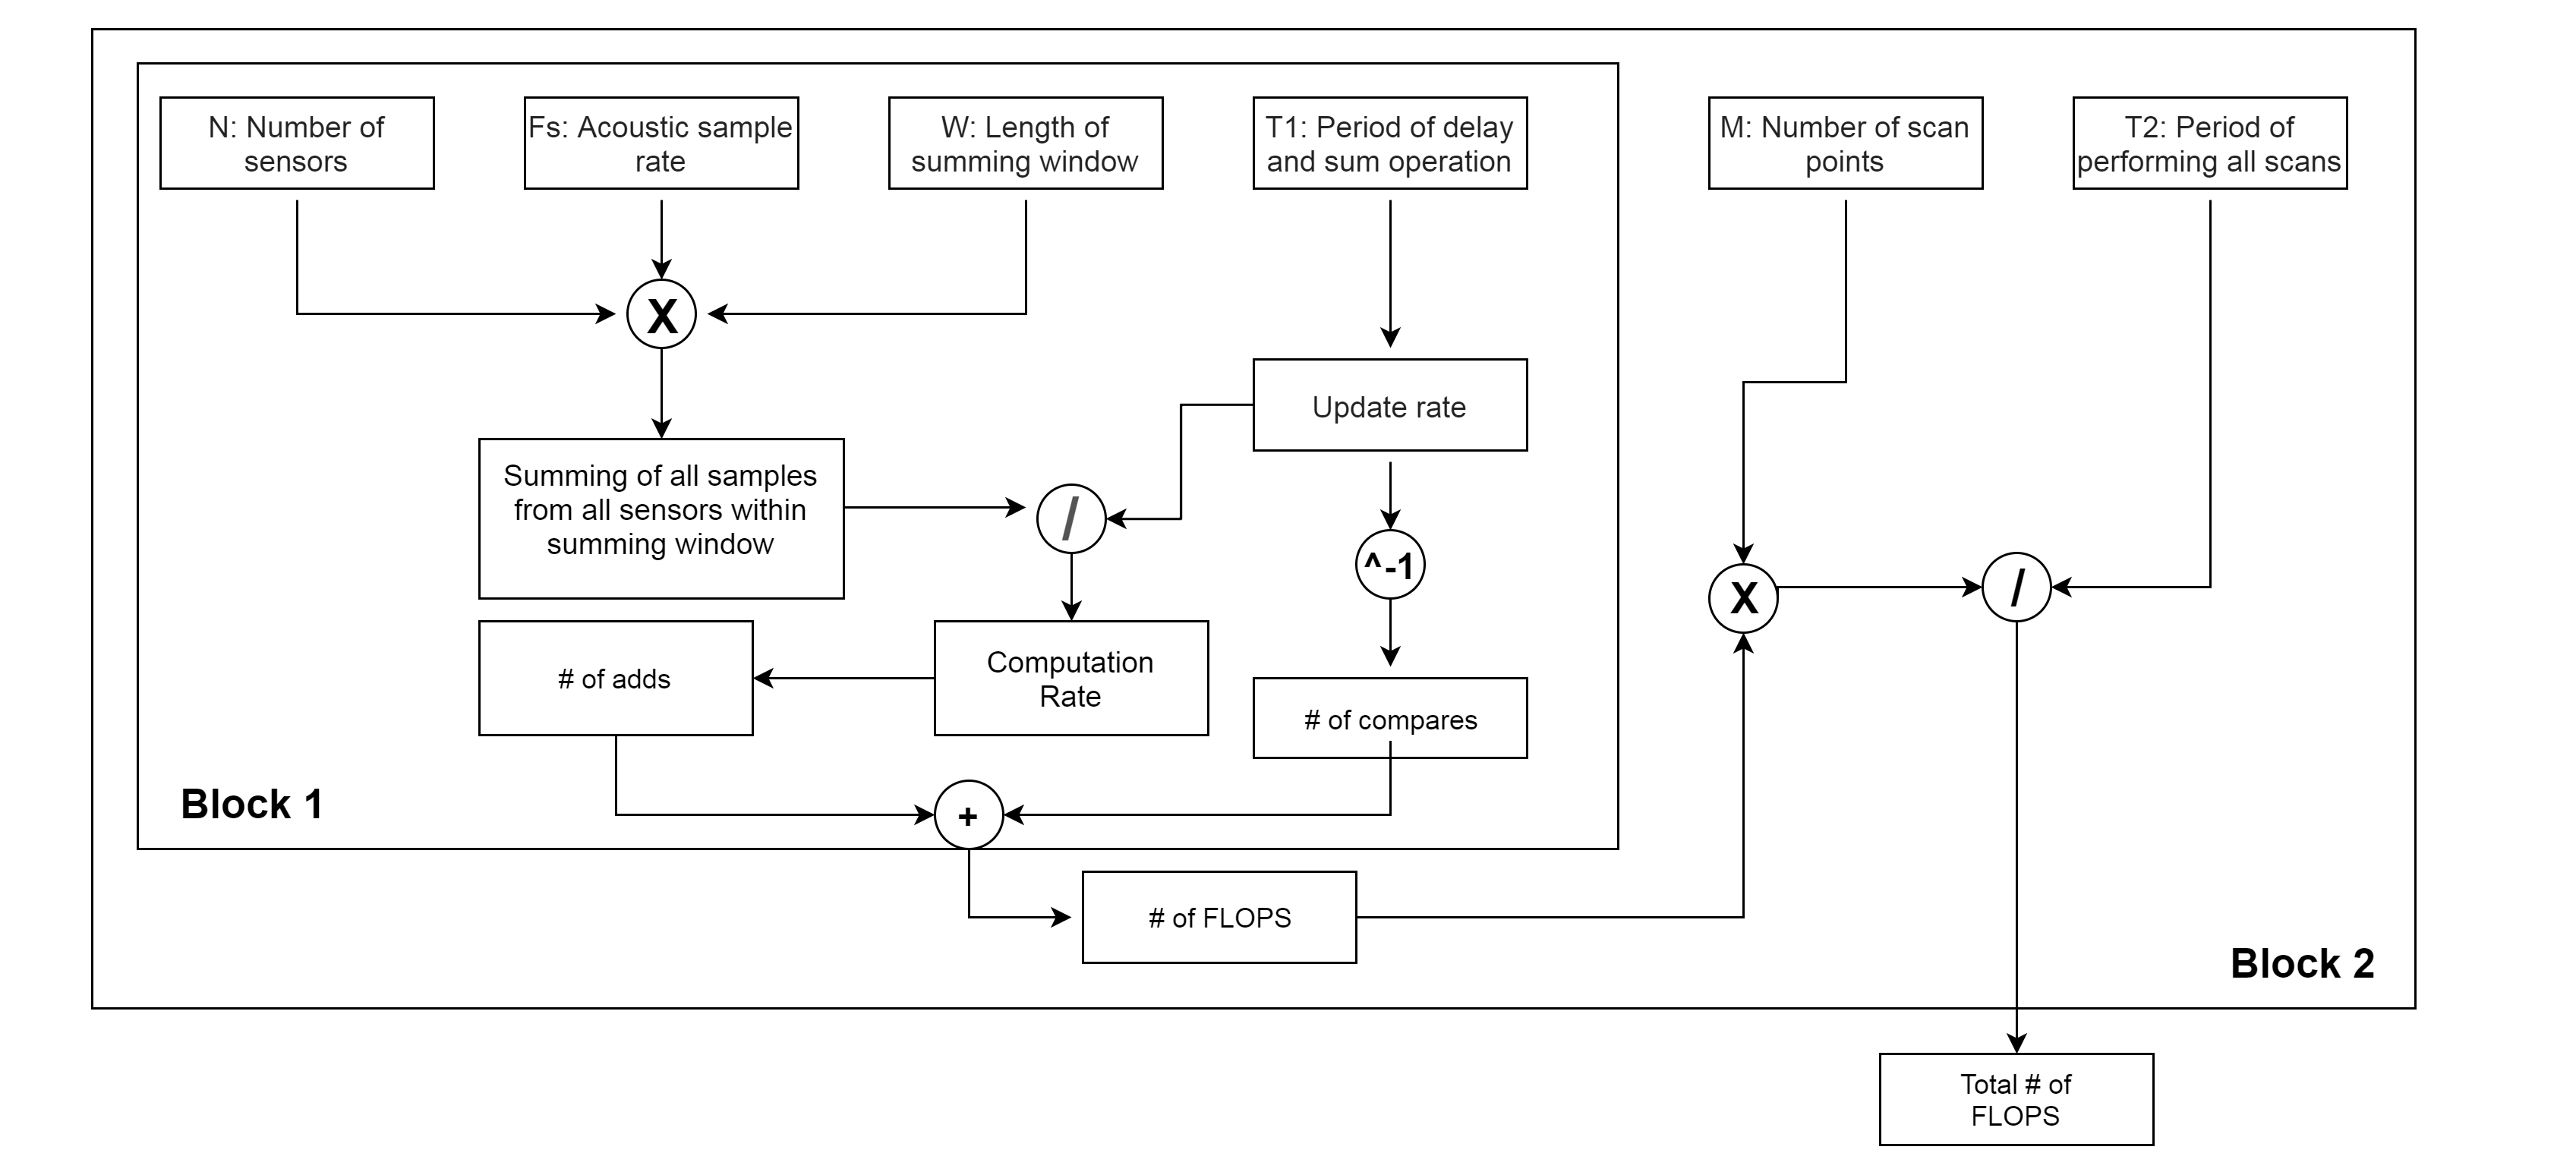 N: Number of
sensors
Fs: Acoustic sample
rate
W: Length of
summing window
T1: Period of delay
and sum operation
M: Number of scan
points
T2: Period of
performing all scans
X
Update rate
Summing of all samples
from all sensors within
summing window
/
^-1
X
/
# of adds
Computation
Rate
# of compares
Block 1
+
# of FLOPS
Block 2
Total # of
FLOPS